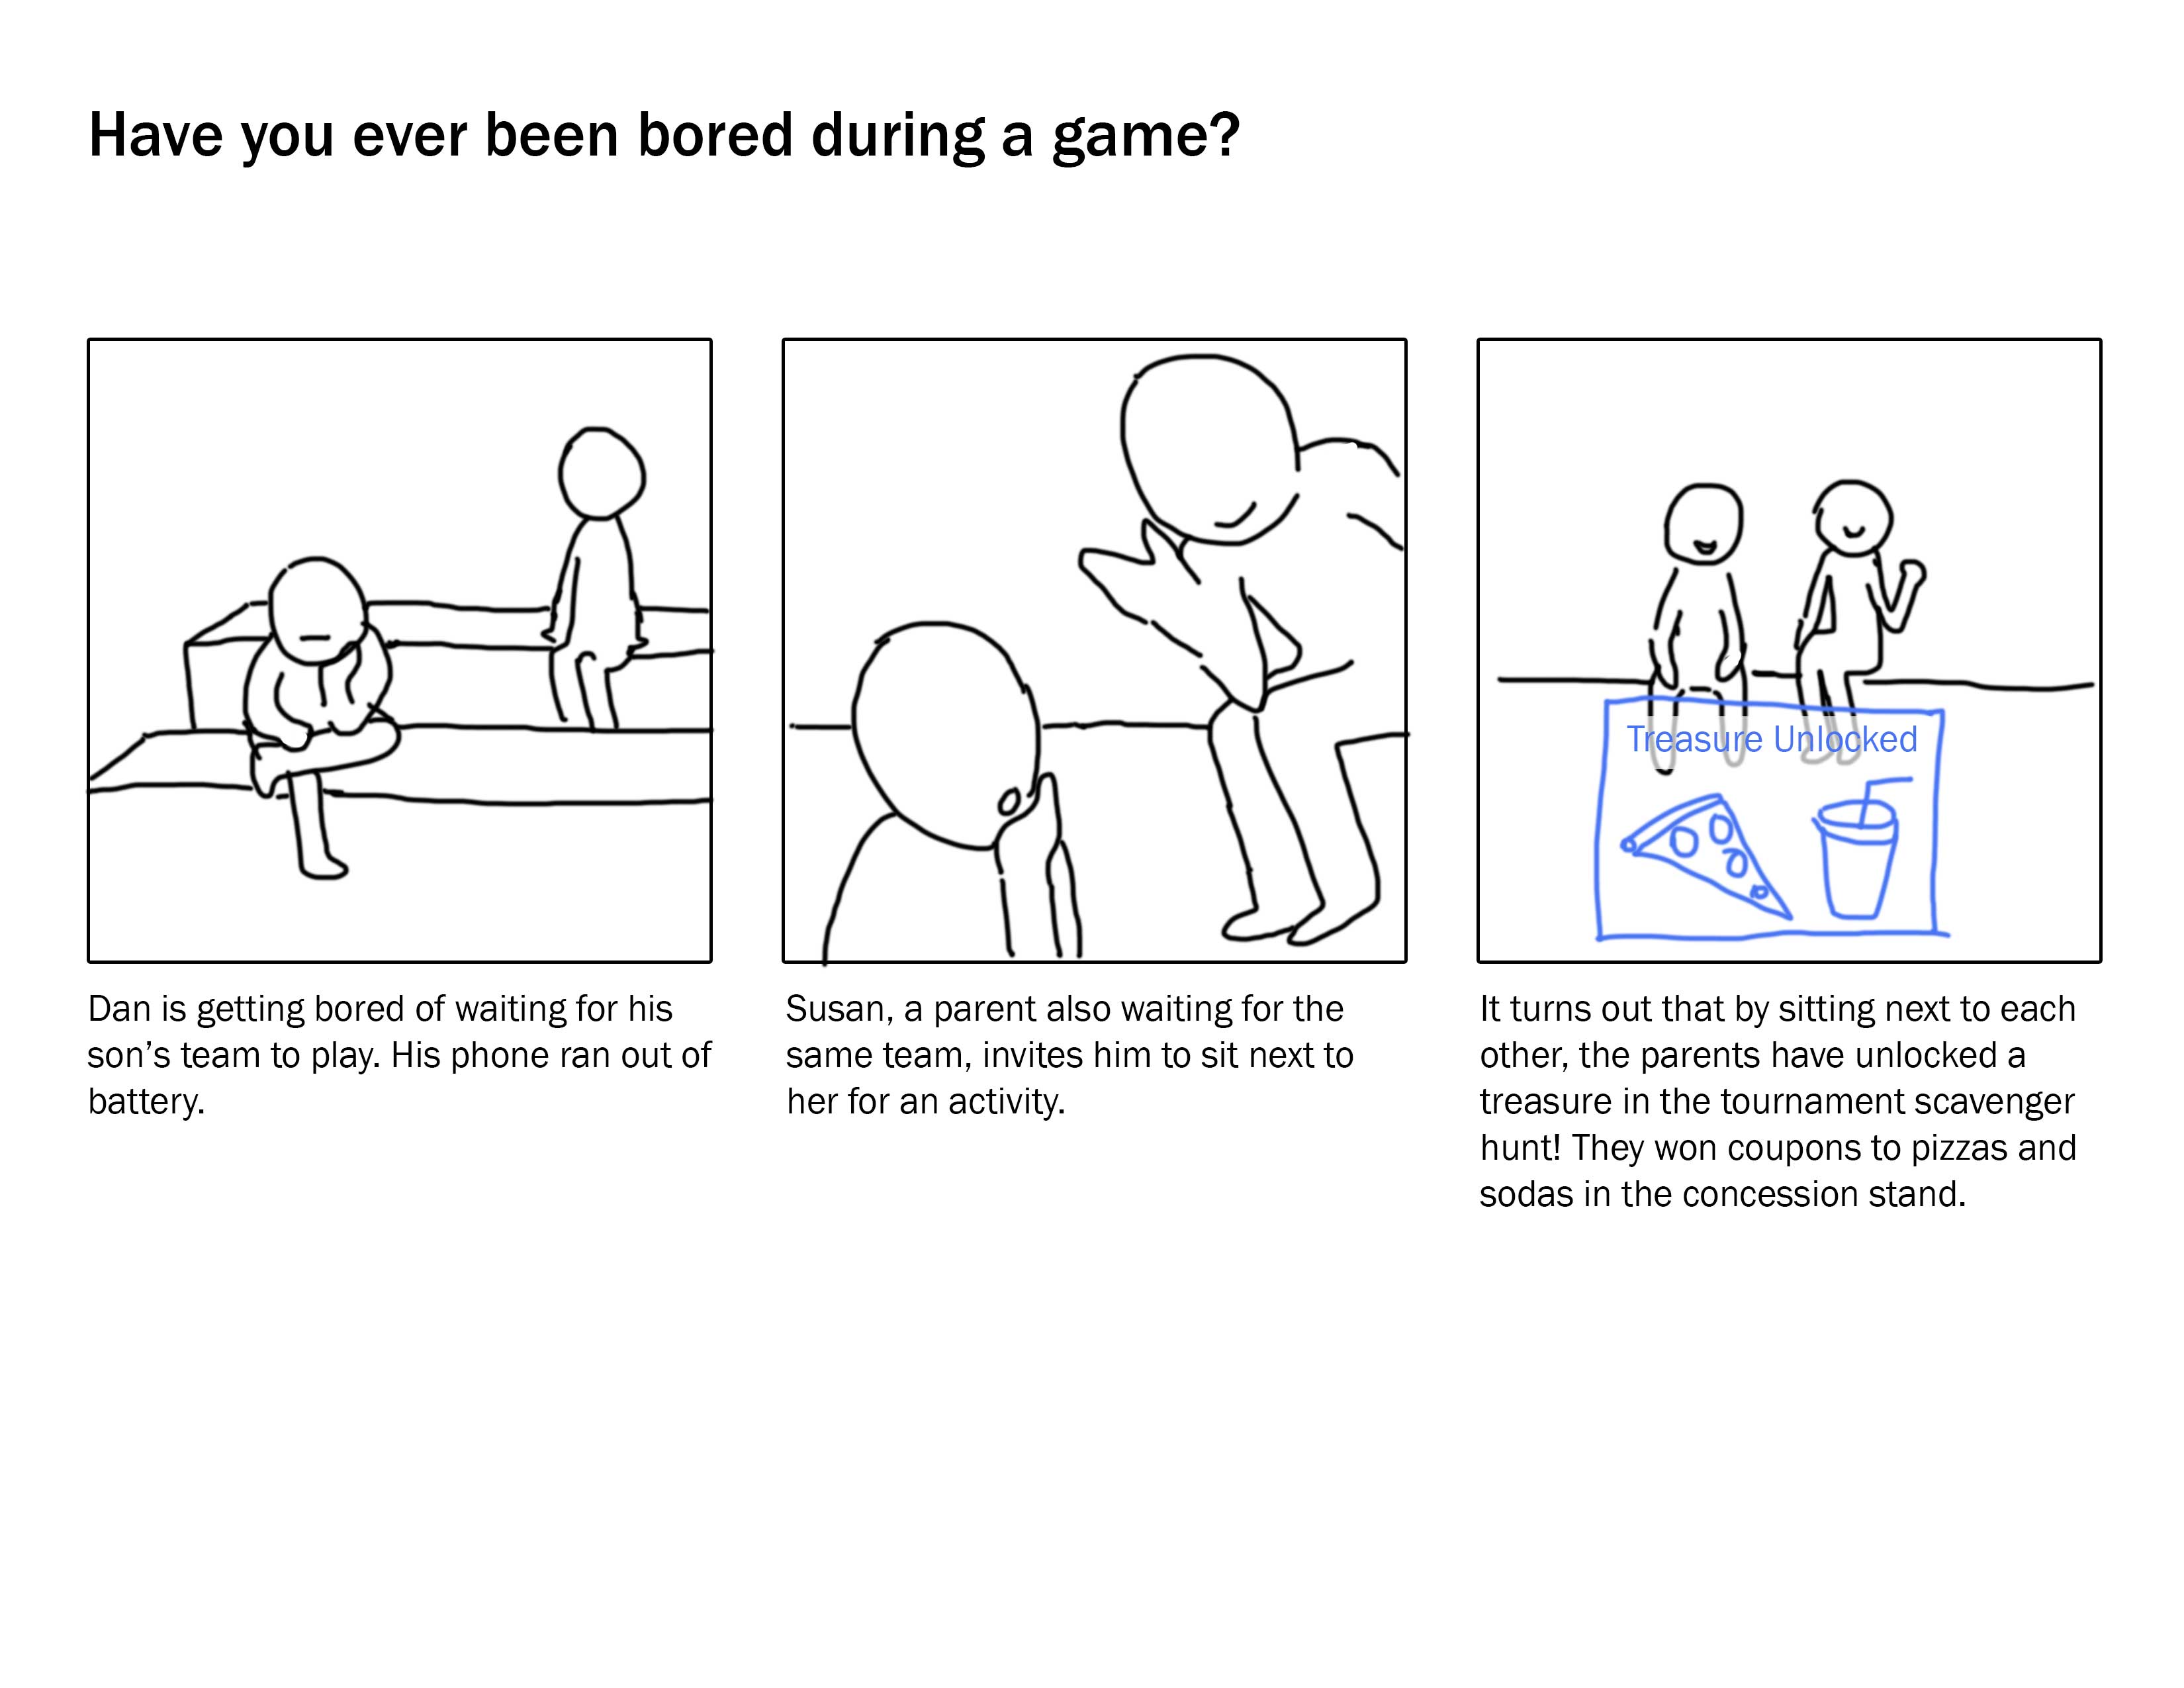 Have you ever been bored during a game?
Dan is getting bored of waiting for his
son’s team to play. His phone ran out of
battery.
Susan, a parent also waiting for the
same team, invites him to sit next to
her for an activity.
Treasure Unlocked
It turns out that by sitting next to each
other, the parents have unlocked a
treasure in the tournament scavenger
hunt! They won coupons to pizzas and
sodas in the concession stand.